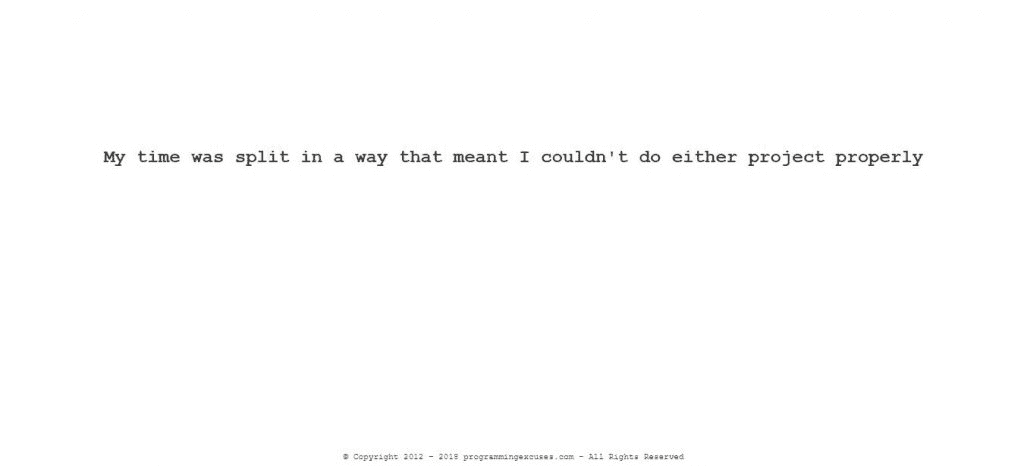 My time was split in a way that meant I couldn't do either project properly
© Copyright 2012 - 2018 programmingexcuses.com - All Rights Reserved